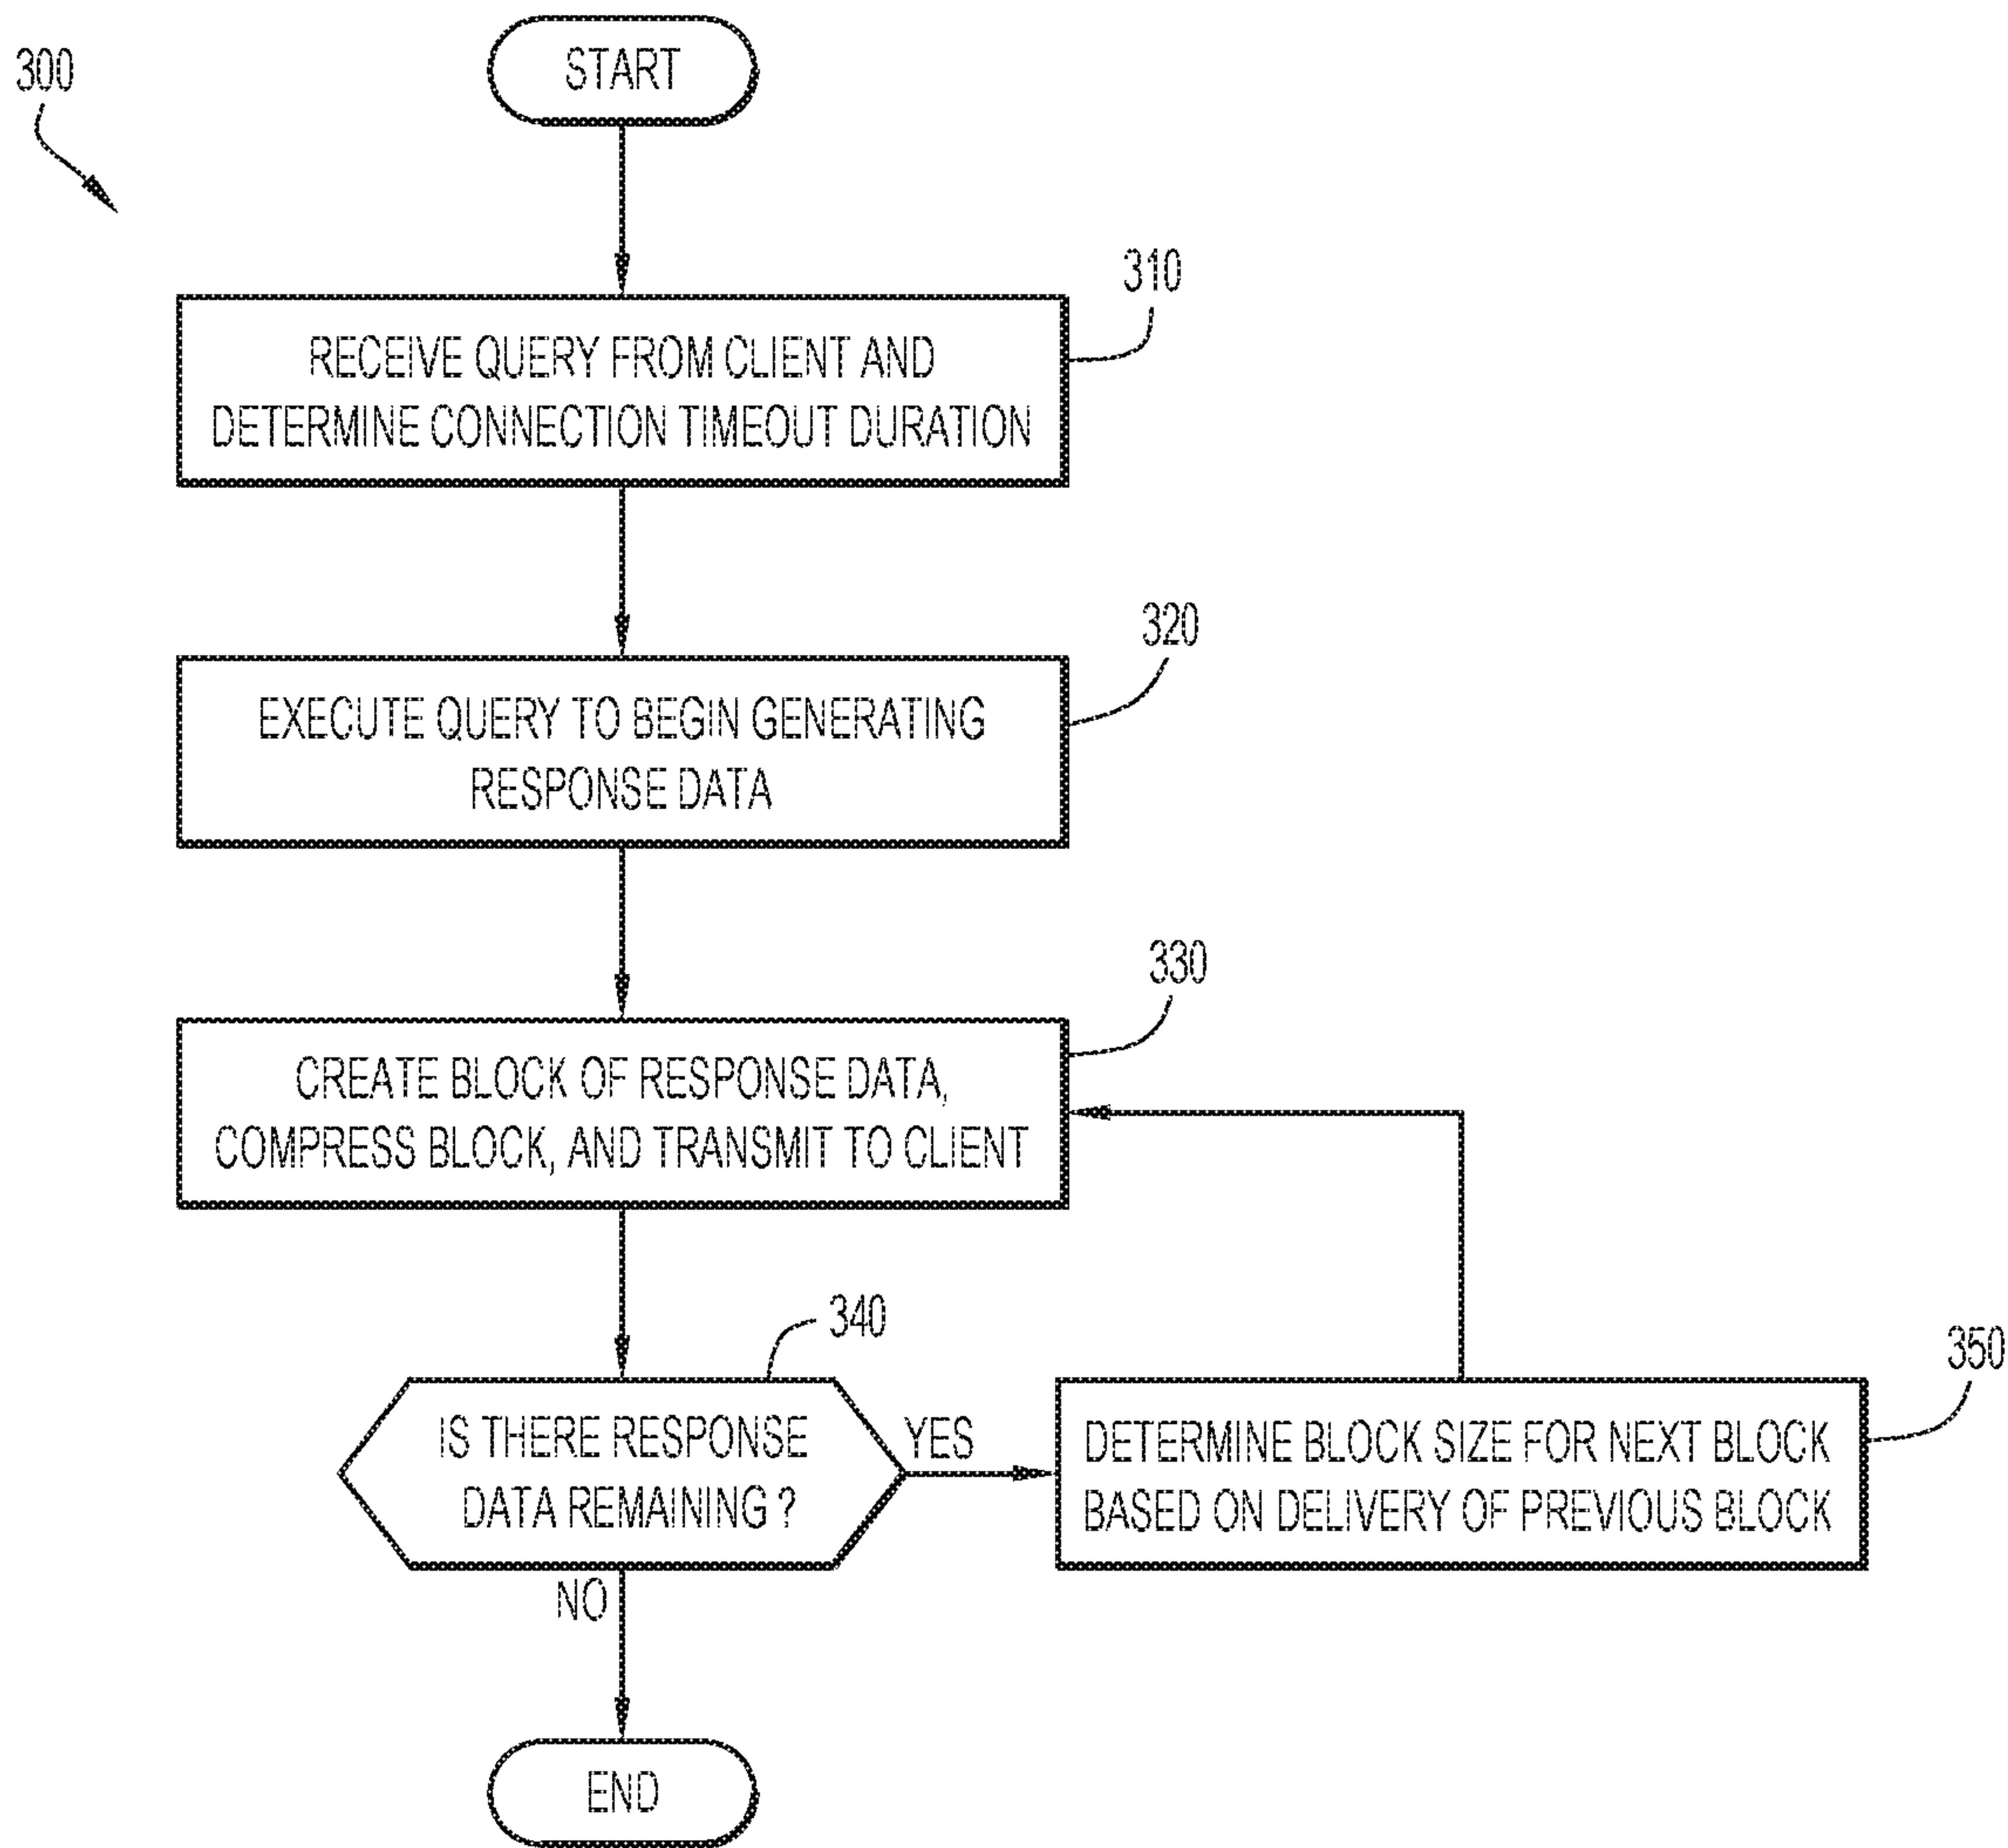 300
START
310
RECEIVE QUERY FROM CLIENT AND
DETERMINE CONNECTION TIMEOUT DURATION
320
EXECUTE QUERY TO BEGIN GENERATING
RESPONSE DATA
330
CREATE BLOCK OF RESPONSE DATA,
COMPRESS BLOCK, AND TRANSMIT TO CLIENT
340
IS THERE RESPONSE
DATA REMAINING ?
YES
350
DETERMINE BLOCK SIZE FOR NEXT BLOCK
BASED ON DELIVERY OF PREVIOUS BLOCK
NO
END